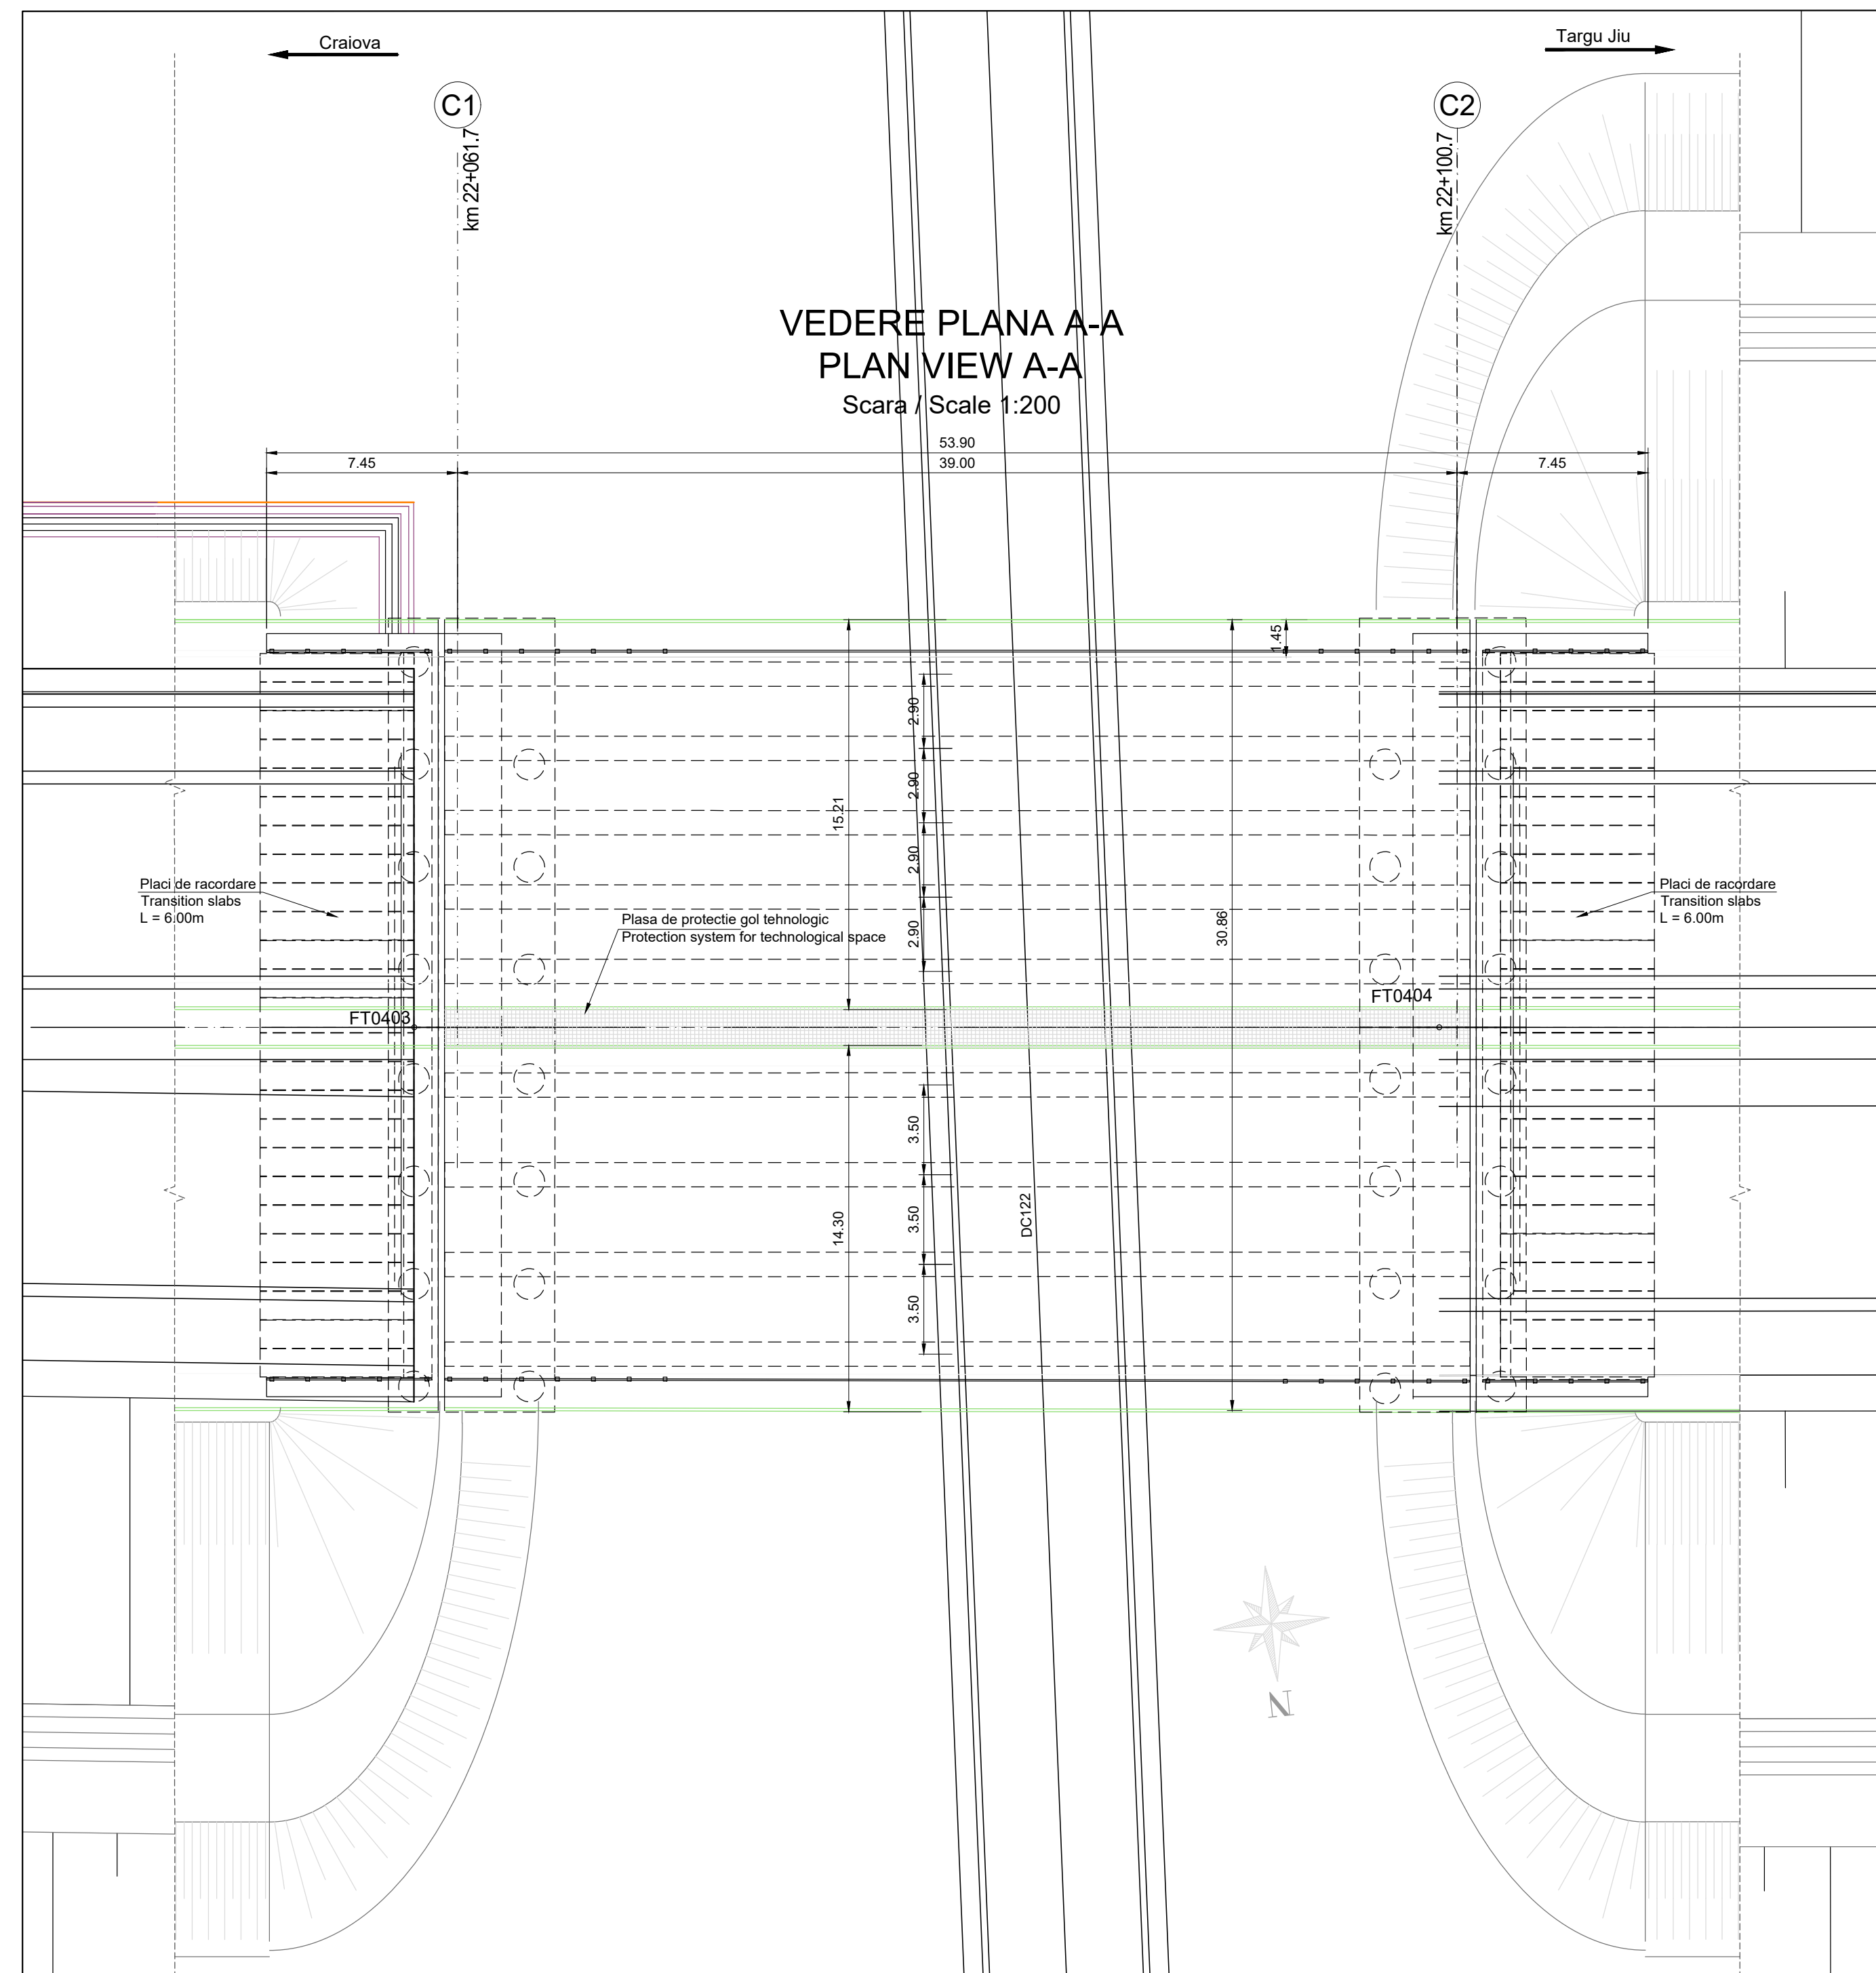 Craiova
Targu Jiu
C1
C2
km 22+061.7
km 22+100.7
VEDERE PLANA A-A
PLAN VIEW A-A
Scara / Scale 1:200
53.90
7.45
39.00
7.45
1.45
2.90
2.90
2.90
2.90
15.21
30.86
Placi de racordare
Transition slabs
L = 6.00m
Placi de racordare
Transition slabs
L = 6.00m
Plasa de protectie gol tehnologic
Protection system for technological space
FT0403
FT0404
3.50
3.50
3.50
14.30
DC122
N